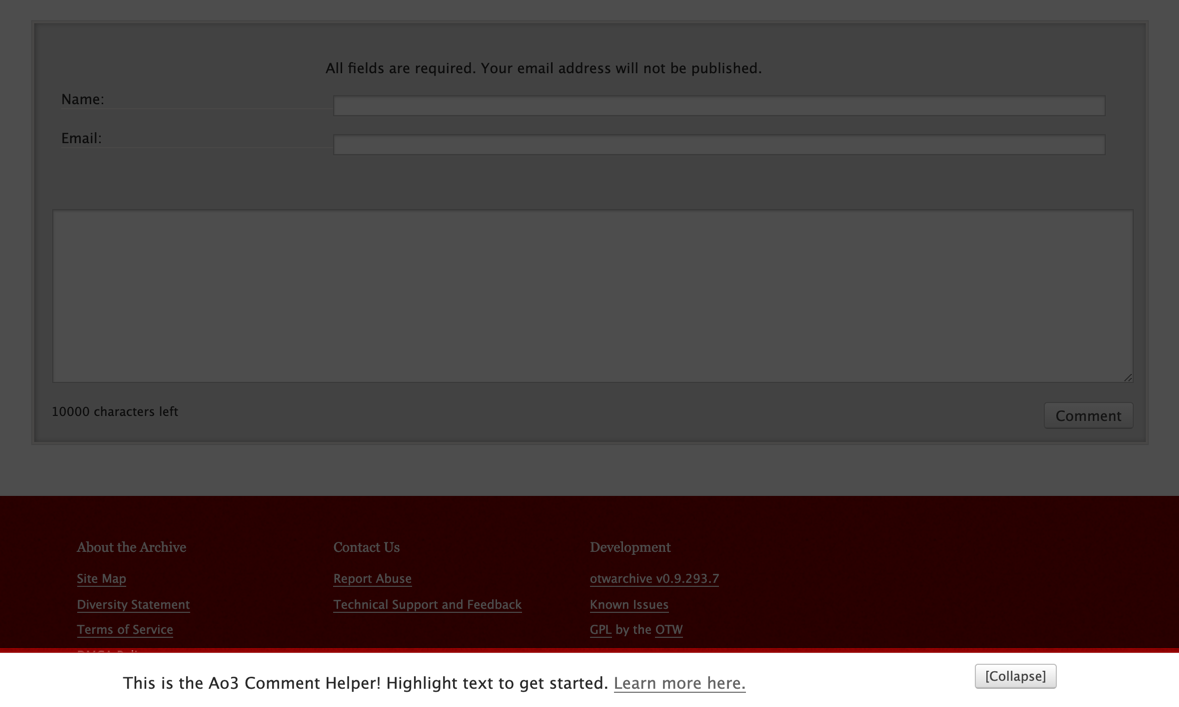 All fields are required. Your email address will not be published.
Name:
Email:
10000 characters left
Comment
About the Archive
Contact Us
Development
Site Map
Report Abuse
otwarchive v0.9.293.7
Diversity Statement
Technical Support and Feedback
Known Issues
Terms of Service
GPL by the OTW
This is the Ao3 Comment Helper! Highlight text to get started. Learn more here.
[Collapse]